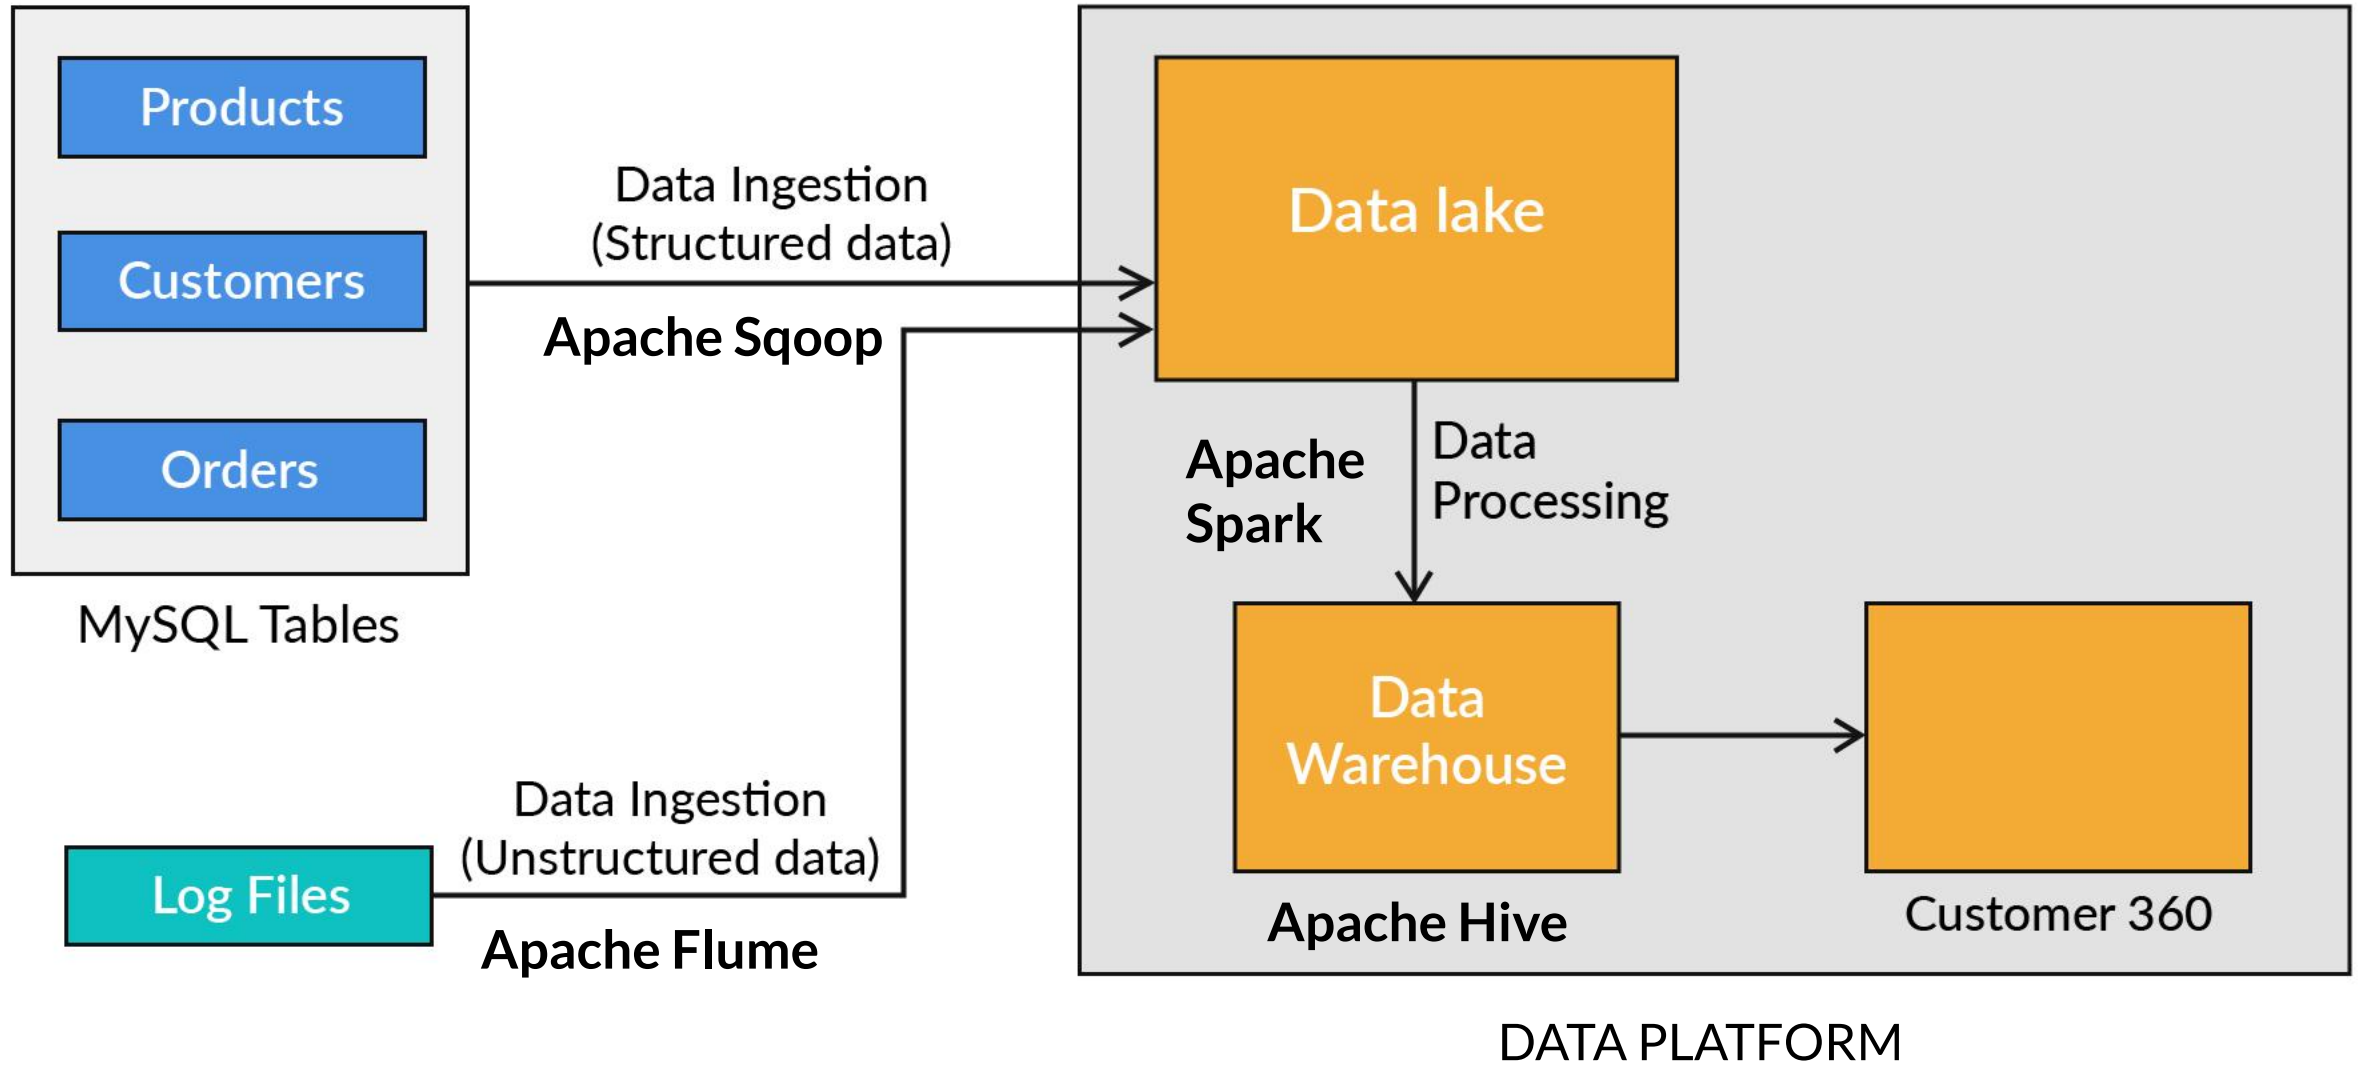 Products
Customers
Orders
MySQL Tables
Data Ingestion
(Structured data)
Apache Sqoop
Log Files
Data Ingestion
(Unstructured data)
Apache Flume
Data lake
Apache
Spark
Data
Processing
Data
Warehouse
Apache Hive
Customer 360
DATA PLATFORM